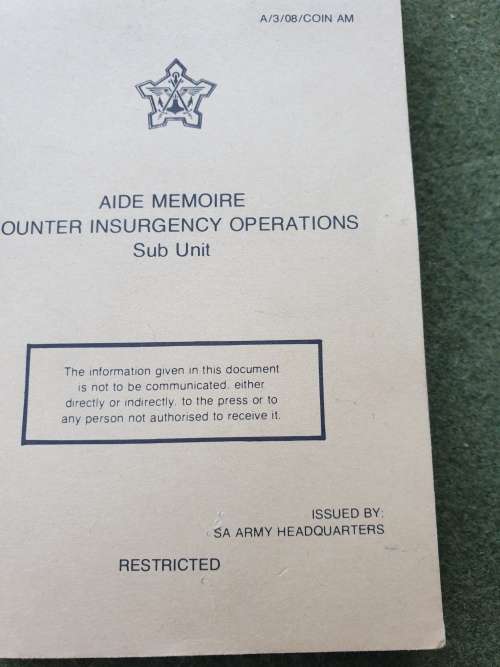 A/3/08/COIN AM
AIDE MEMOIRE
OUNTER INSURGENCY OPERATIONS
Sub Unit
The information given in this document
is not to be communicated, either
directly or indirectly, to the press or to
any person not authorised to receive it.
ISSUED BY:
SA ARMY HEADQUARTERS
RESTRICTED